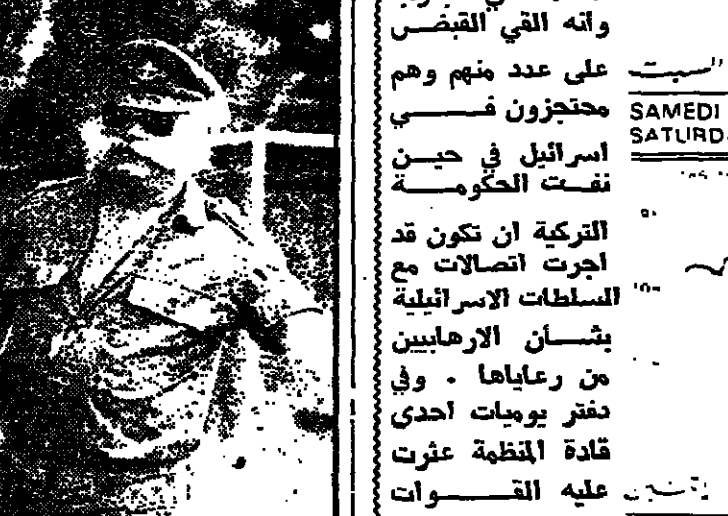 وانه القي القبض
على عدد منهم وهم
محتجزون في
اسرائيل في حين
نفت الحكومة
التركية ان تكون قد
اجرت اتصالات مع
السلطات الاسرائيلية
بشأن الارهابيين
من رعاياها . وفي
دفتر يوميات احدى
قادة المنظمة عثرت
عليه القوات
السبت
SAMEDI
SATURD